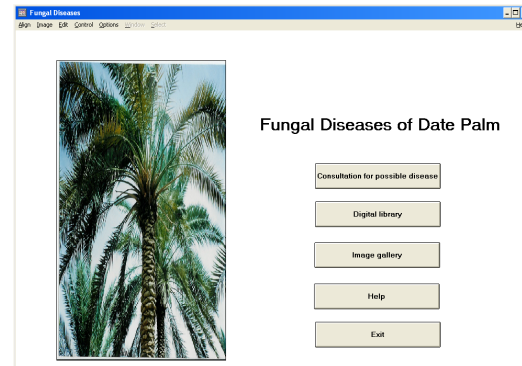 Fungal Diseases
Align Image Edit Control Options Window Select
Fungal Diseases of Date Palm
Consultation for possible disease
Digital library
Image gallery
Help
Exit